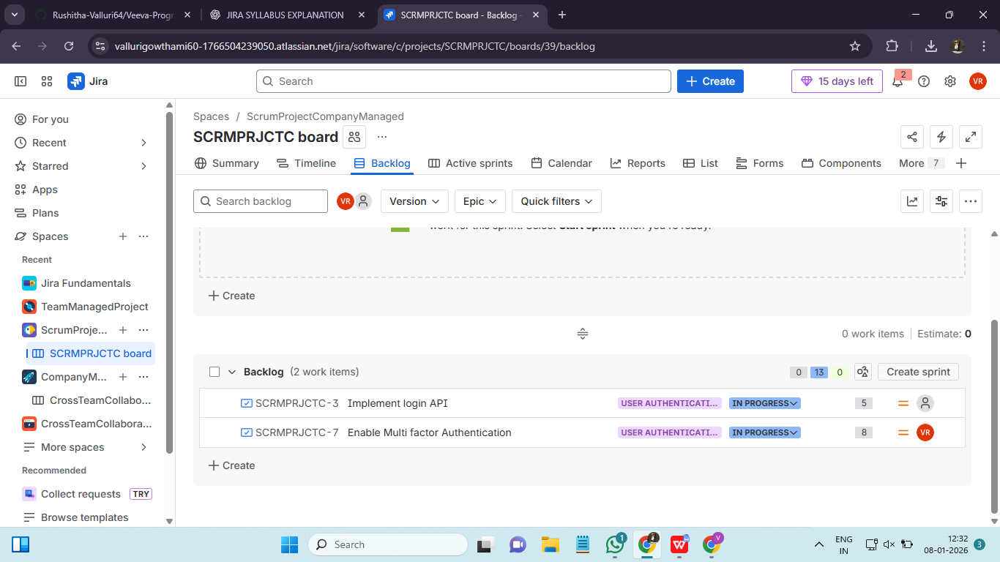 Rushitha-Valluri64/Veeva-Progr
JIRA SYLLABUS EXPLANATION
SCRMPRJCTC board - Backlog -
vallurigowthami60-1766504239050.atlassian.net/jira/software/c/projects/SCRMPRJCTC/boards/39/backlog
Jira
Search
Create
15 days left
2
VR
For you
Recent
Starred
Apps
Plans
Spaces
Recent
Jira Fundamentals
TeamManagedProject
ScrumProje...
SCRMPRJCTC board
CompanyM...
CrossTeamCollabo...
CrossTeamCollabora...
More spaces
Recommended
Collect requests TRY
Browse templates
Spaces / ScrumProjectCompanyManaged
SCRMPRJCTC board
Summary Timeline Backlog Active sprints Calendar Reports List Forms Components More 7
Search backlog VR Version Epic Quick filters
work for this sprint. Select Start sprint when you're ready.
Create
0 work items Estimate: 0
Backlog (2 work items) 0 13 0 Create sprint
SCRMPRJCTC-3 Implement login API USER AUTHENTICATI... IN PROGRESS 5
SCRMPRJCTC-7 Enable Multi factor Authentication USER AUTHENTICATI... IN PROGRESS 8 VR
Create
Search
1
V
ENG
IN
12:32
08-01-2026
3